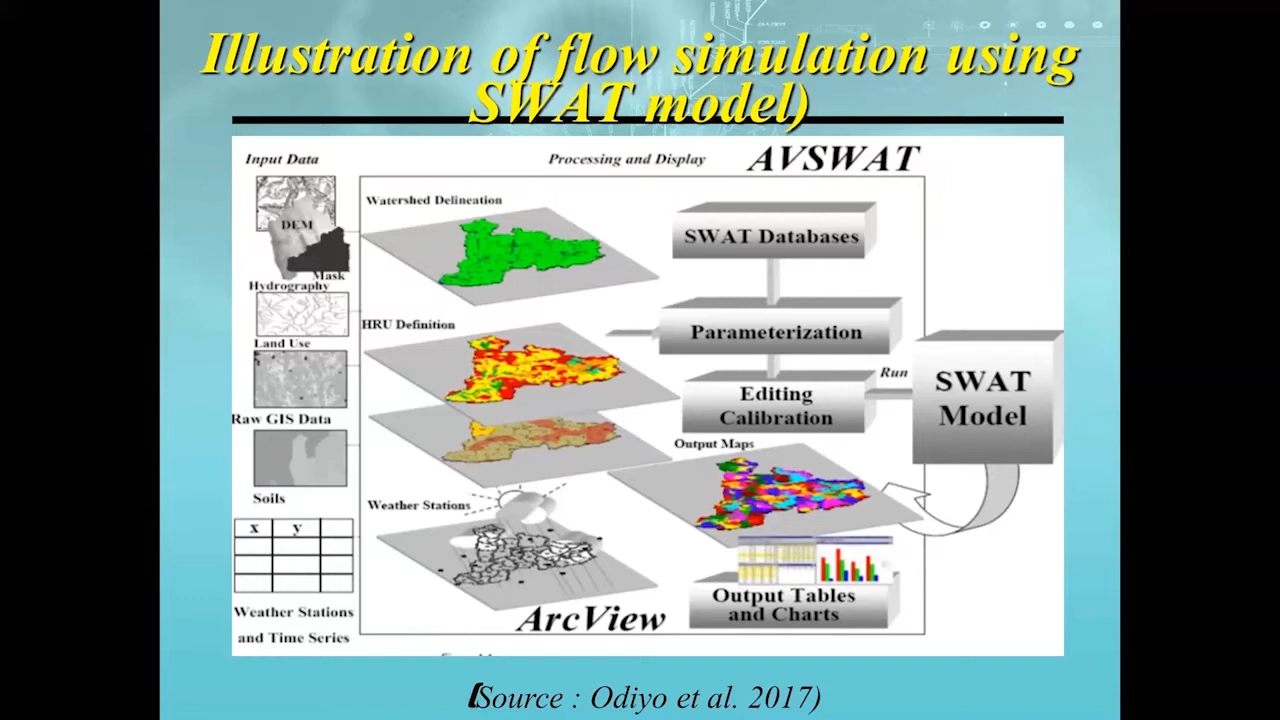 Illustration of flow simulation using
SWAT model)
Input Data
Processing and Display
AVSWAT
Watershed Delineation
DEM
Mask
SWAT Databases
Hydrography
HRU Definition
Parameterization
Land Use
Run
SWAT
Model
Editing
Calibration
Raw GIS Data
Output Maps
Soils
Weather Stations
x y
Output Tables
and Charts
Weather Stations
and Time Series
ArcView
(Source : Odiyo et al. 2017)